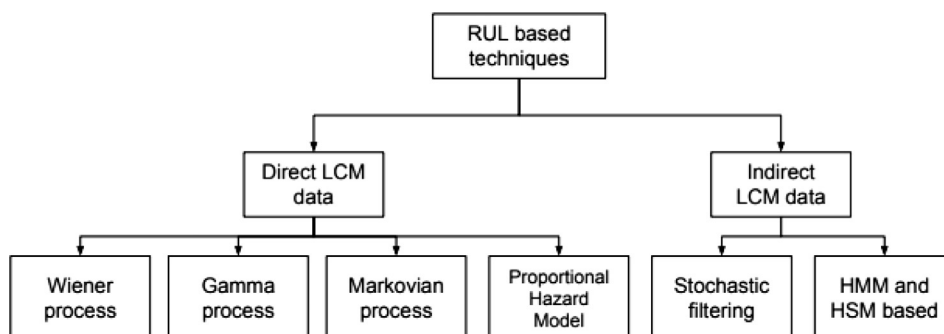 RUL based
techniques
Direct LCM
data
Indirect
LCM data
Wiener
process
Gamma
process
Markovian
process
Proportional
Hazard
Model
Stochastic
filtering
HMM and
HSM based